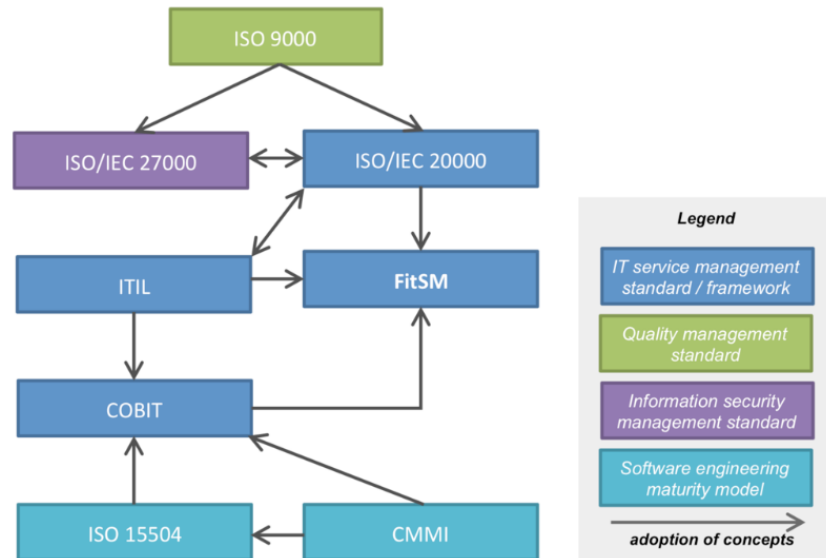 ISO 9000
ISO/IEC 27000
ISO/IEC 20000
ITIL
FitSM
COBIT
ISO 15504
CMMI
Legend
IT service management
standard / framework
Quality management
standard
Information security
management standard
Software engineering
maturity model
adoption of concepts